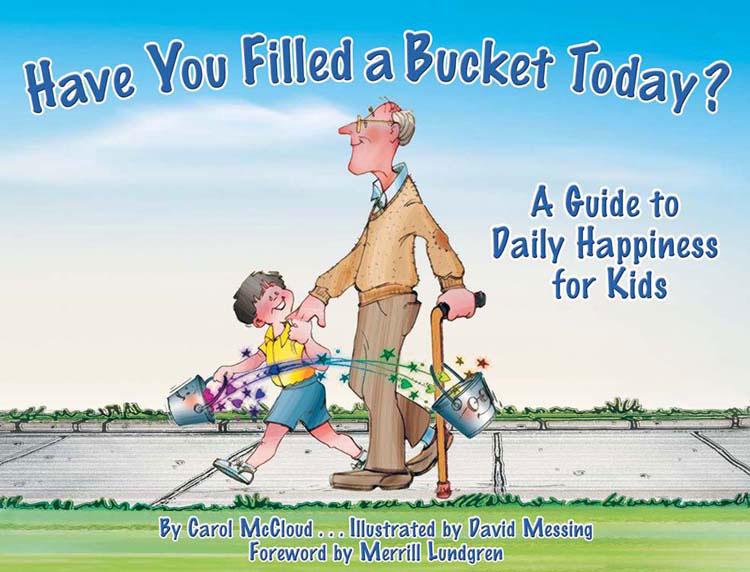 Have You Filled a Bucket Today?
A Guide to
Daily Happiness
for Kids
By Carol McCloud . . . Illustrated by David Messing
Foreword by Merrill Lundgren